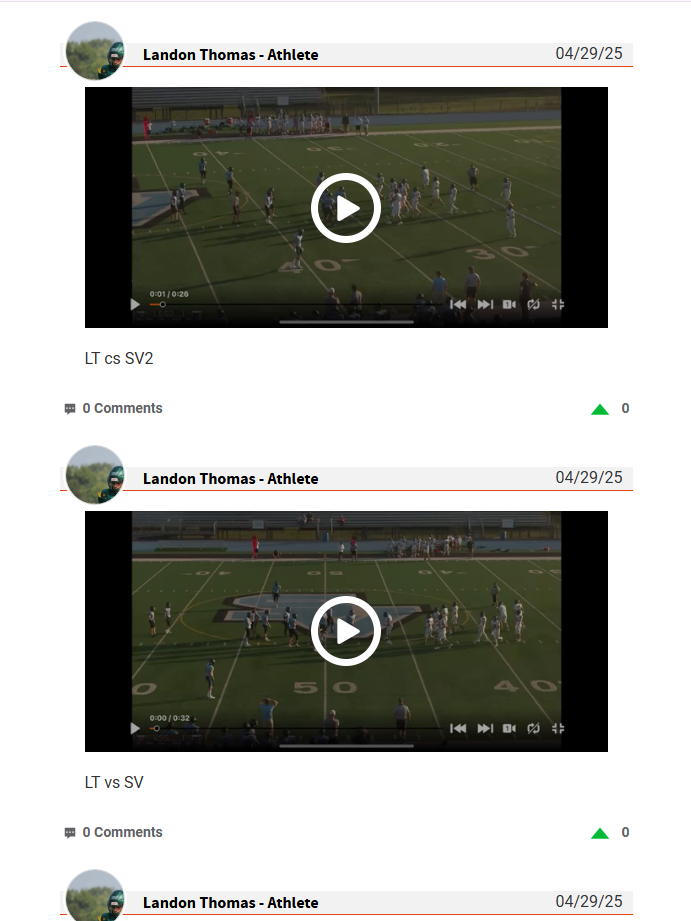 Landon Thomas - Athlete 04/29/25
40
30
0:01 / 0:26
LT cs SV2
0 Comments 0
Landon Thomas - Athlete 04/29/25
0 50 40
0:00 / 0:32
LT vs SV
0 Comments 0
Landon Thomas - Athlete 04/29/25